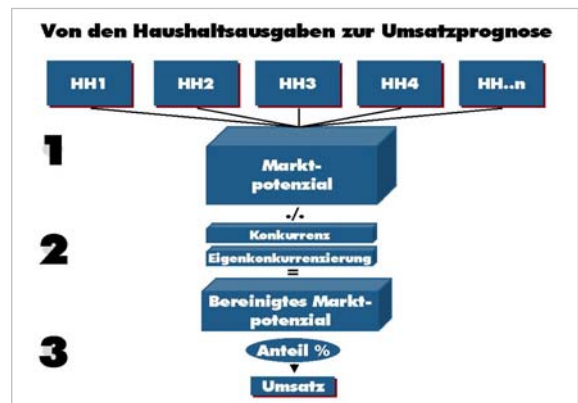 Von den Haushaltsausgaben zur Umsatzprognose
HH1 HH2 HH3 HH4 HH..n
1
Markt-
potenzial
./.
Konkurrenz
2
Eigenkonkurrenzierung
=
Bereinigtes Markt-
potenzial
3
Anteil %
Umsatz